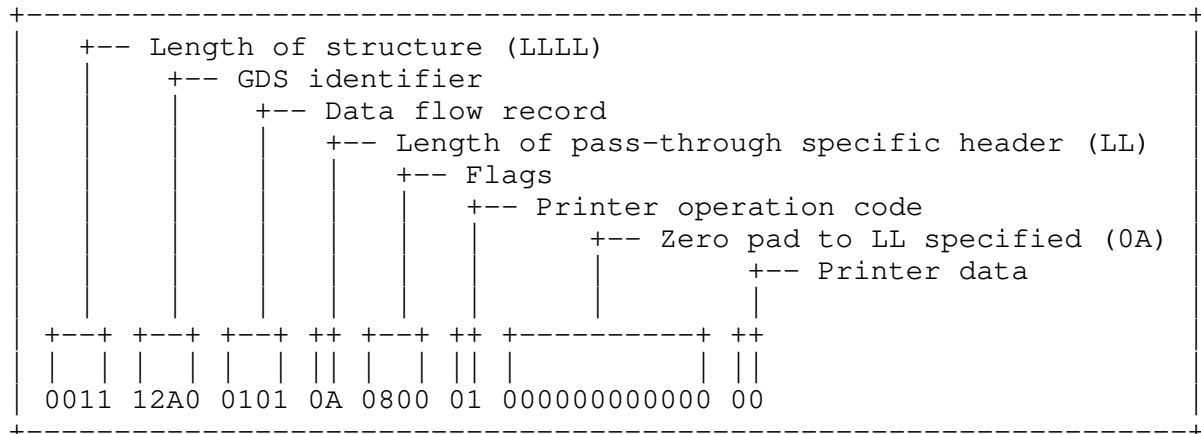 Length of structure (LLLL)
GDS identifier
Data flow record
Length of pass-through specific header (LL)
Flags
Printer operation code
Zero pad to LL specified (0A)
Printer data
0011 12A0 0101 0A 0800 01 000000000000 00